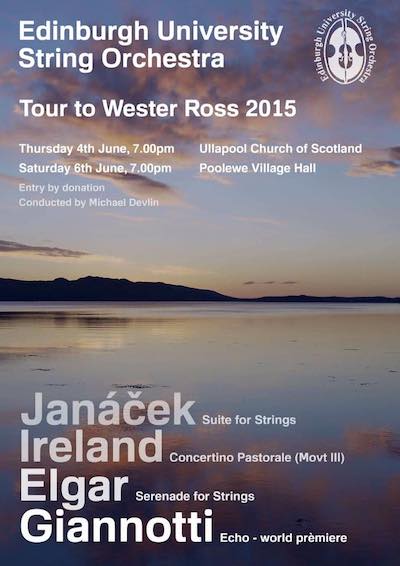 Edinburgh University
String Orchestra
Edinburgh University String Orchestra
Tour to Wester Ross 2015
Thursday 4th June, 7.00pm Ullapool Church of Scotland
Saturday 6th June, 7.00pm Poolewe Village Hall
Entry by donation
Conducted by Michael Devlin
Janáček Suite for Strings
Ireland Concertino Pastorale (Movt III)
Elgar Serenade for Strings
Giannotti Echo - world prèmiere